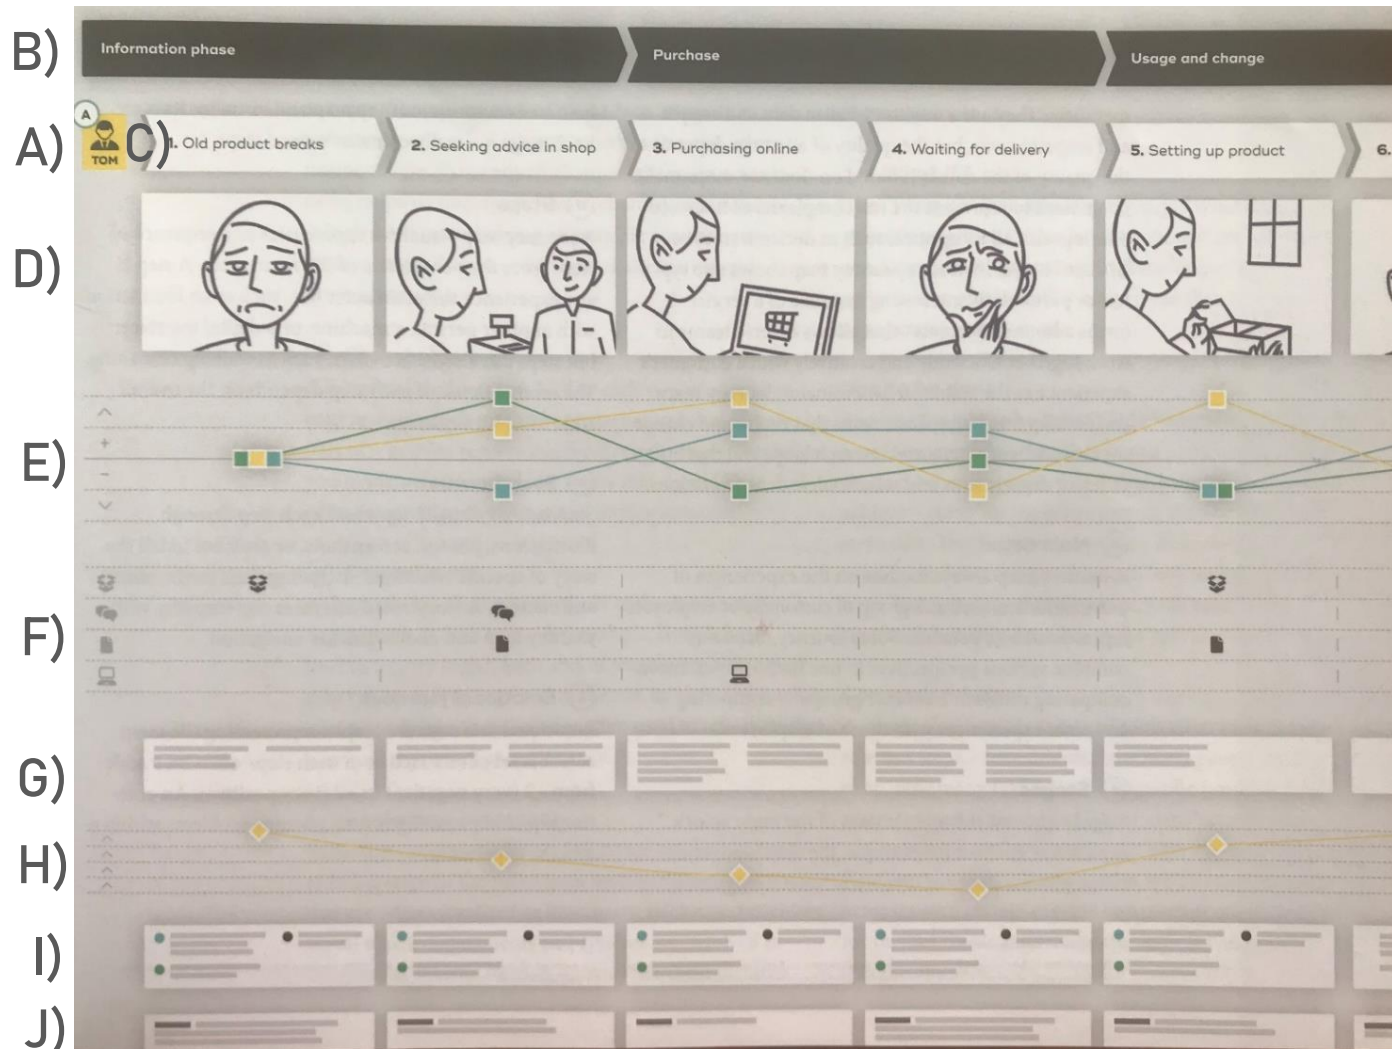 B)
Information phase
Purchase
Usage and change
A)
A
TOM
C)
1. Old product breaks
2. Seeking advice in shop
3. Purchasing online
4. Waiting for delivery
5. Setting up product
6.
D)
E)
+
-
F)
G)
H)
I)
J)